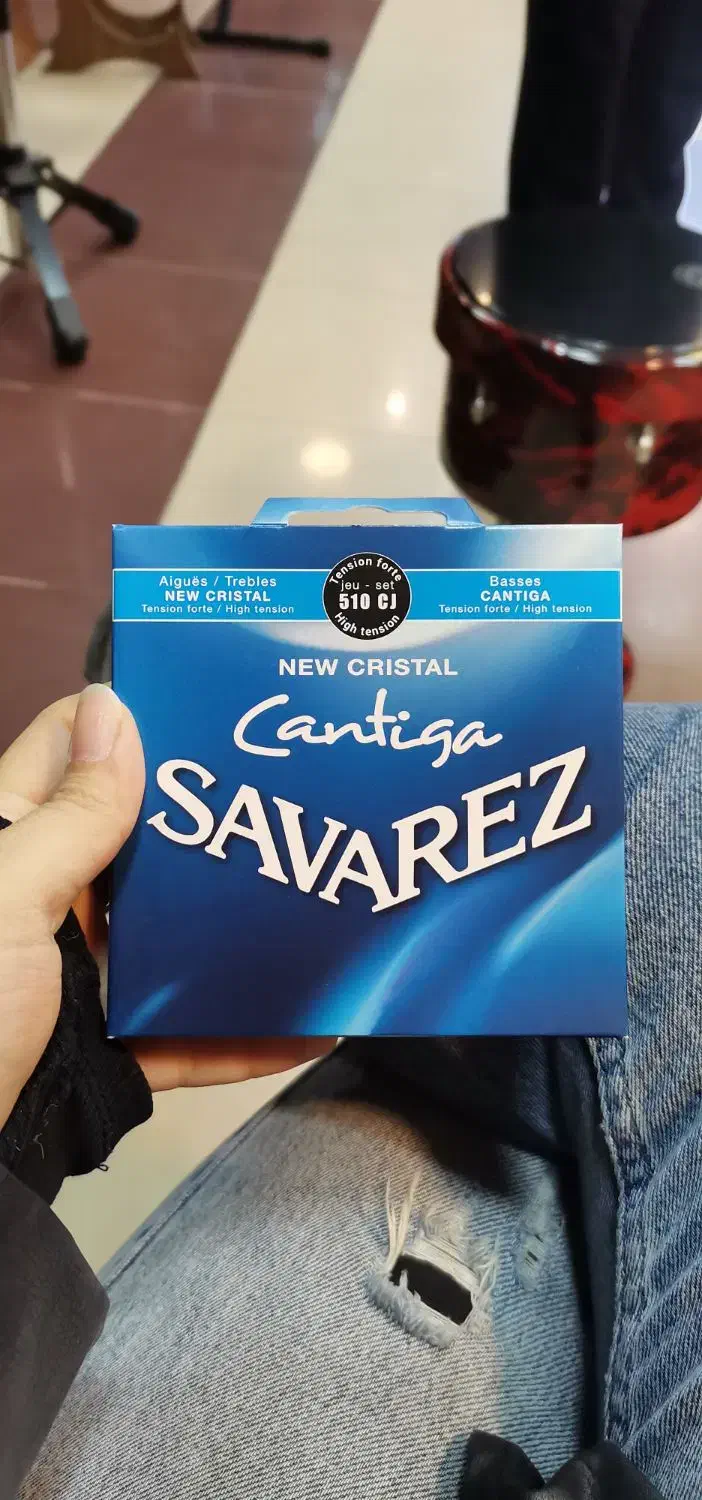 Aiguës / Trebles
NEW CRISTAL
Tension forte / High tension
Tension forte
jeu - set
510 CJ
High tension
Basses
CANTIGA
Tension forte / High tension
NEW CRISTAL
Cantiga
SAVAREZ